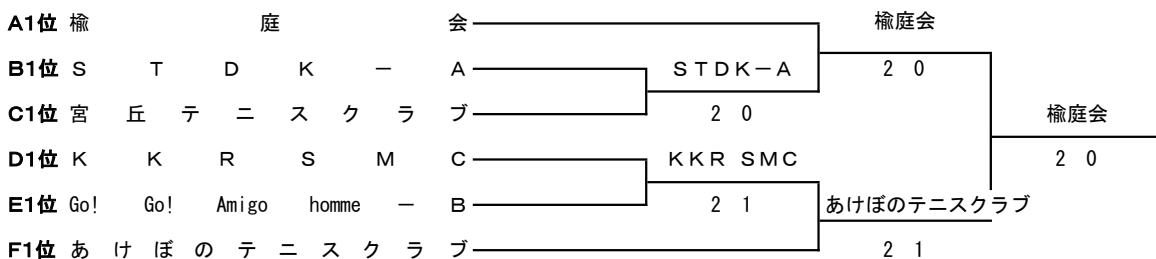 A1位 楡庭会 楡庭会
B1位 STDK－A STDK－A 2 0
C1位 宮丘テニスクラブ 2 0 楡庭会
D1位 KKRSMC KKR SMC 2 0
E1位 Go! Go! Amigo homme － B 2 1 あけぼのテニスクラブ
F1位 あけぼのテニスクラブ 2 1